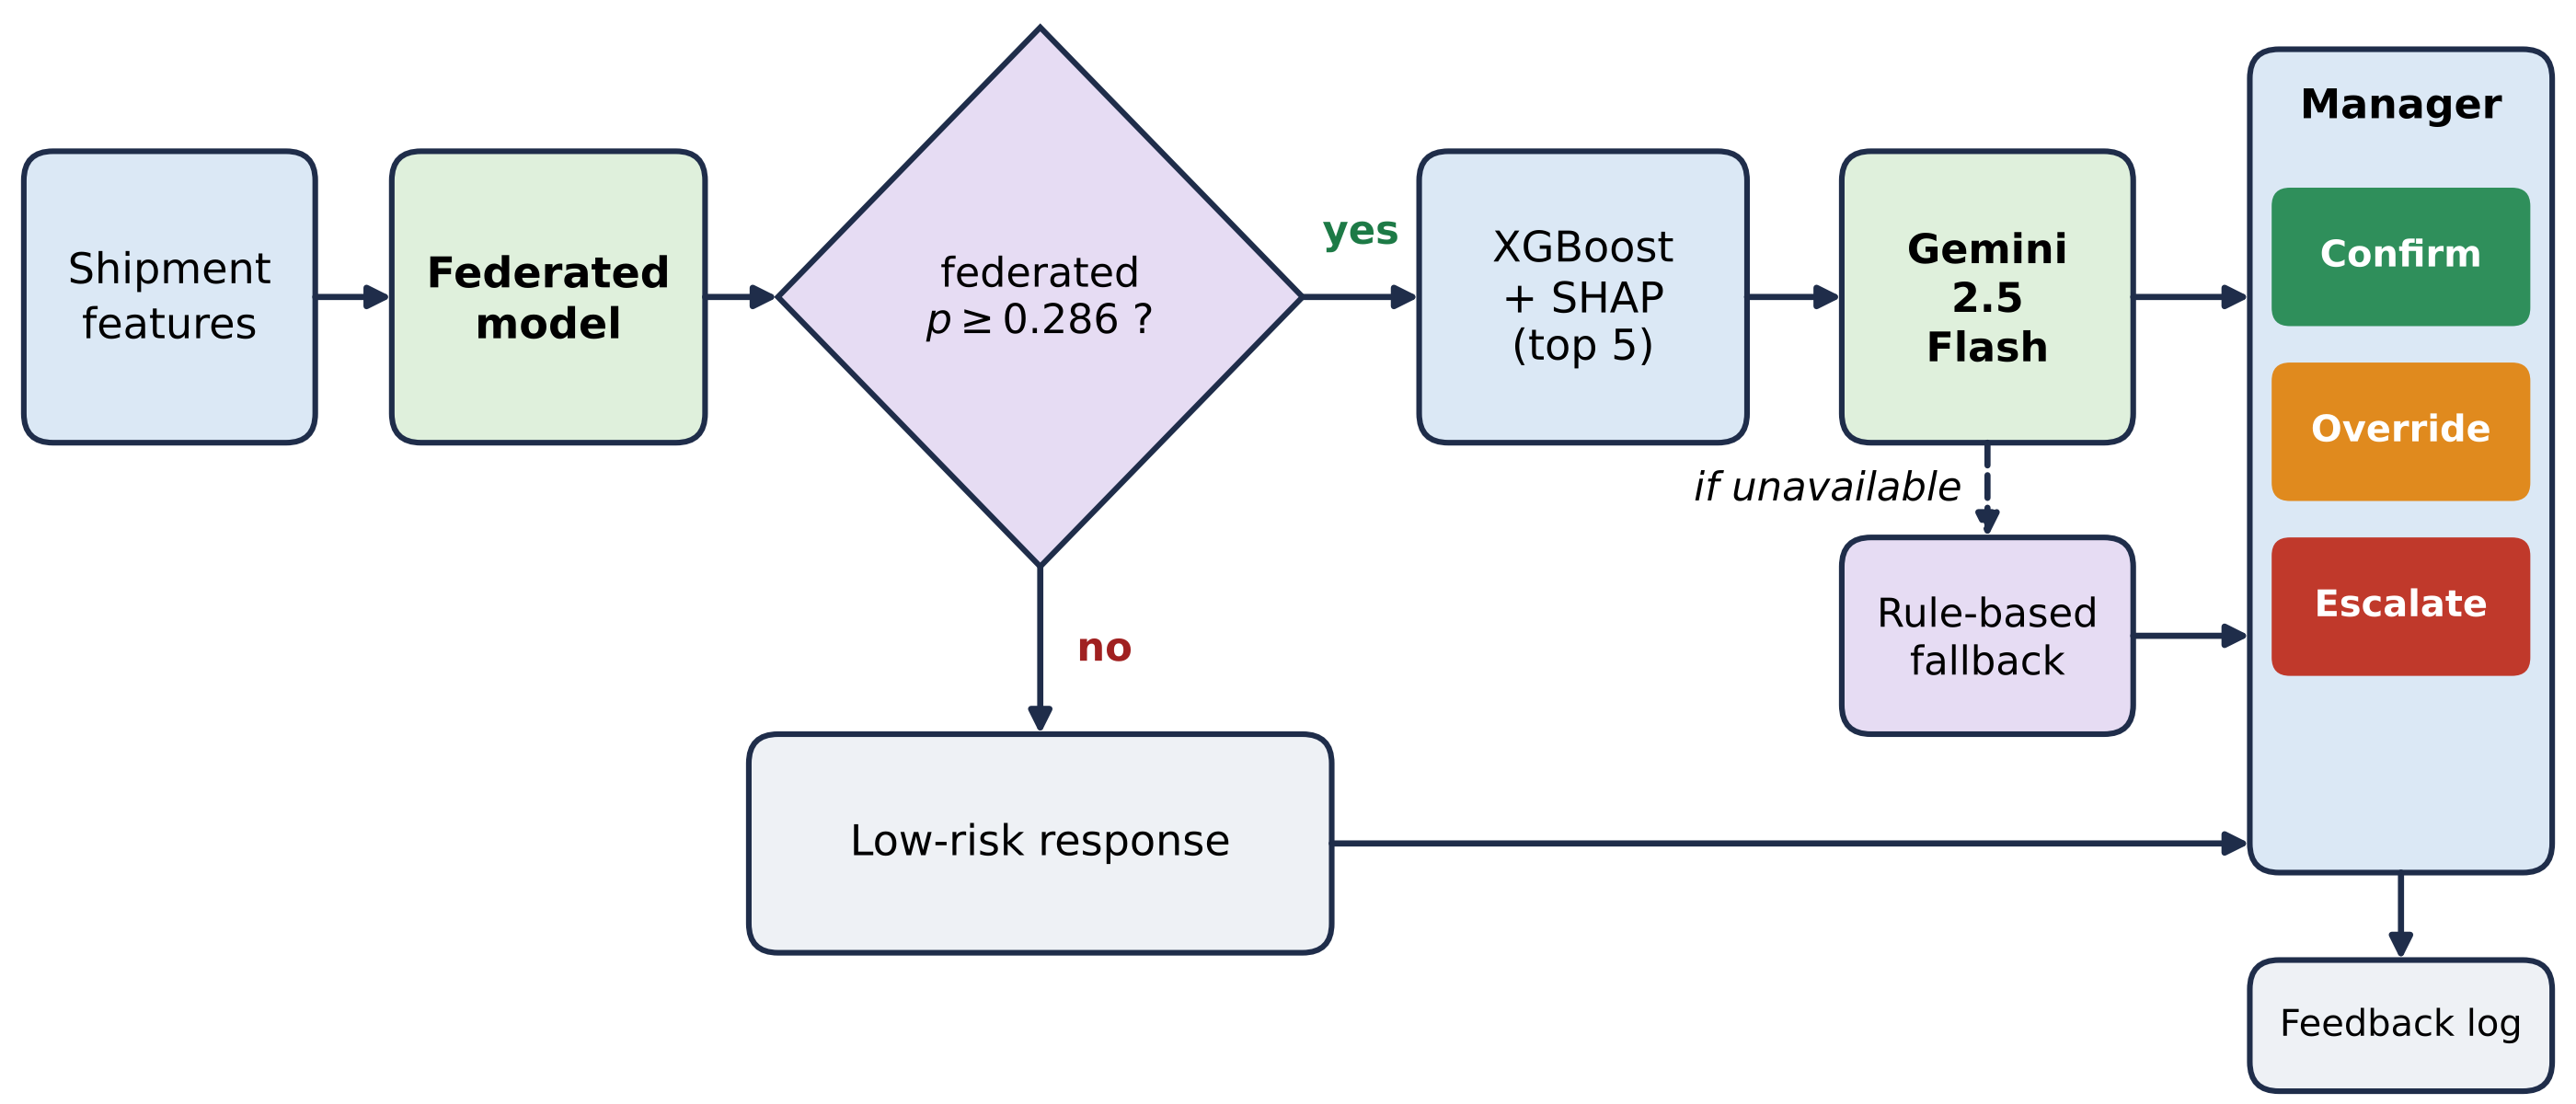 Shipment
features
Federated
model
federated
p ≥ 0.286 ?
yes
no
XGBoost
+ SHAP
(top 5)
Gemini
2.5
Flash
if unavailable
Rule-based
fallback
Low-risk response
Manager
Confirm
Override
Escalate
Feedback log